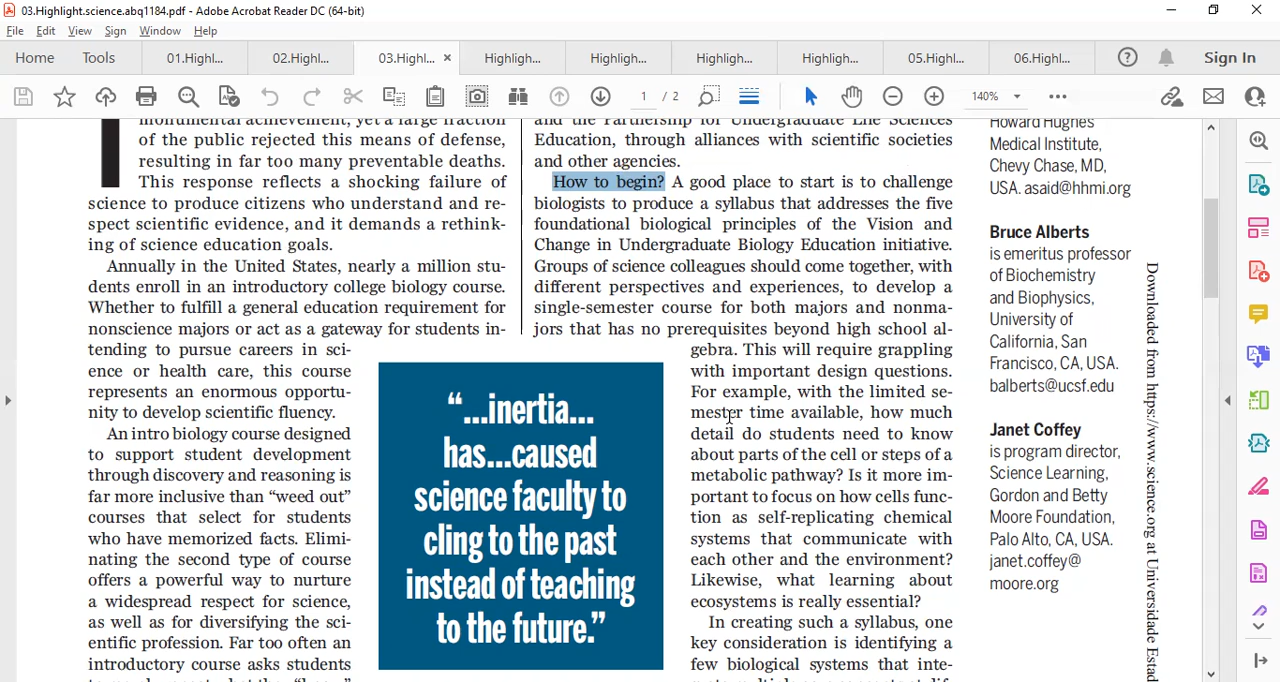 03.Highlight.science.abq1184.pdf - Adobe Acrobat Reader DC (64-bit)
File Edit View Sign Window Help
Home Tools 01.Highl... 02.Highl... 03.Highl... × Highligh... Highligh... Highligh... Highligh... 05.Highl... 06.Highl... Sign In
1 / 2 140%
monumental achievement, yet a large fraction
of the public rejected this means of defense,
resulting in far too many preventable deaths.
This response reflects a shocking failure of
science to produce citizens who understand and re-
spect scientific evidence, and it demands a rethink-
ing of science education goals.
Annually in the United States, nearly a million stu-
dents enroll in an introductory college biology course.
Whether to fulfill a general education requirement for
nonscience majors or act as a gateway for students in-
tending to pursue careers in sci-
ence or health care, this course
represents an enormous opportu-
nity to develop scientific fluency.
An intro biology course designed
to support student development
through discovery and reasoning is
far more inclusive than “weed out”
courses that select for students
who have memorized facts. Elimi-
nating the second type of course
offers a powerful way to nurture
a widespread respect for science,
as well as for diversifying the sci-
entific profession. Far too often an
introductory course asks students
“...inertia...
has...caused
science faculty to
cling to the past
instead of teaching
to the future.”
and the Partnership for Undergraduate Life Sciences
Education, through alliances with scientific societies
and other agencies.
How to begin? A good place to start is to challenge
biologists to produce a syllabus that addresses the five
foundational biological principles of the Vision and
Change in Undergraduate Biology Education initiative.
Groups of science colleagues should come together, with
different perspectives and experiences, to develop a
single-semester course for both majors and nonma-
jors that has no prerequisites beyond high school al-
gebra. This will require grappling
with important design questions.
For example, with the limited se-
mester time available, how much
detail do students need to know
about parts of the cell or steps of a
metabolic pathway? Is it more im-
portant to focus on how cells func-
tion as self-replicating chemical
systems that communicate with
each other and the environment?
Likewise, what learning about
ecosystems is really essential?
In creating such a syllabus, one
key consideration is identifying a
few biological systems that inte-
Howard Hughes
Medical Institute,
Chevy Chase, MD,
USA. asaid@hhmi.org
Bruce Alberts
is emeritus professor
of Biochemistry
and Biophysics,
University of
California, San
Francisco, CA, USA.
balberts@ucsf.edu
Janet Coffey
is program director,
Science Learning,
Gordon and Betty
Moore Foundation,
Palo Alto, CA, USA.
janet.coffey@
moore.org
Downloaded from https://www.science.org at Universidade Estad